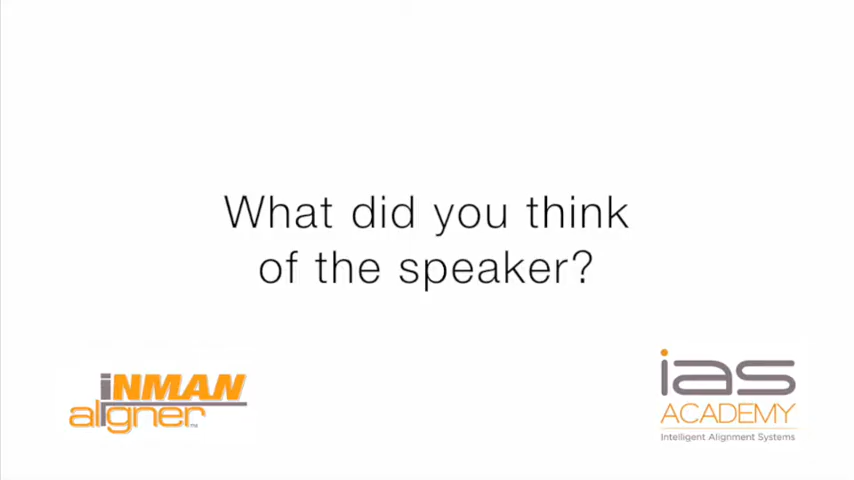 What did you think
of the speaker?
iNMAN
aligner
ias
ACADEMY
Intelligent Alignment Systems